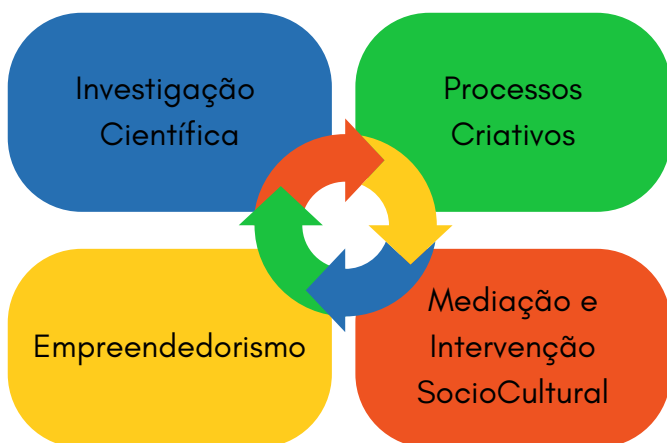 Investigação
Científica
Processos
Criativos
Empreendedorismo
Mediação e
Intervenção
SocioCultural